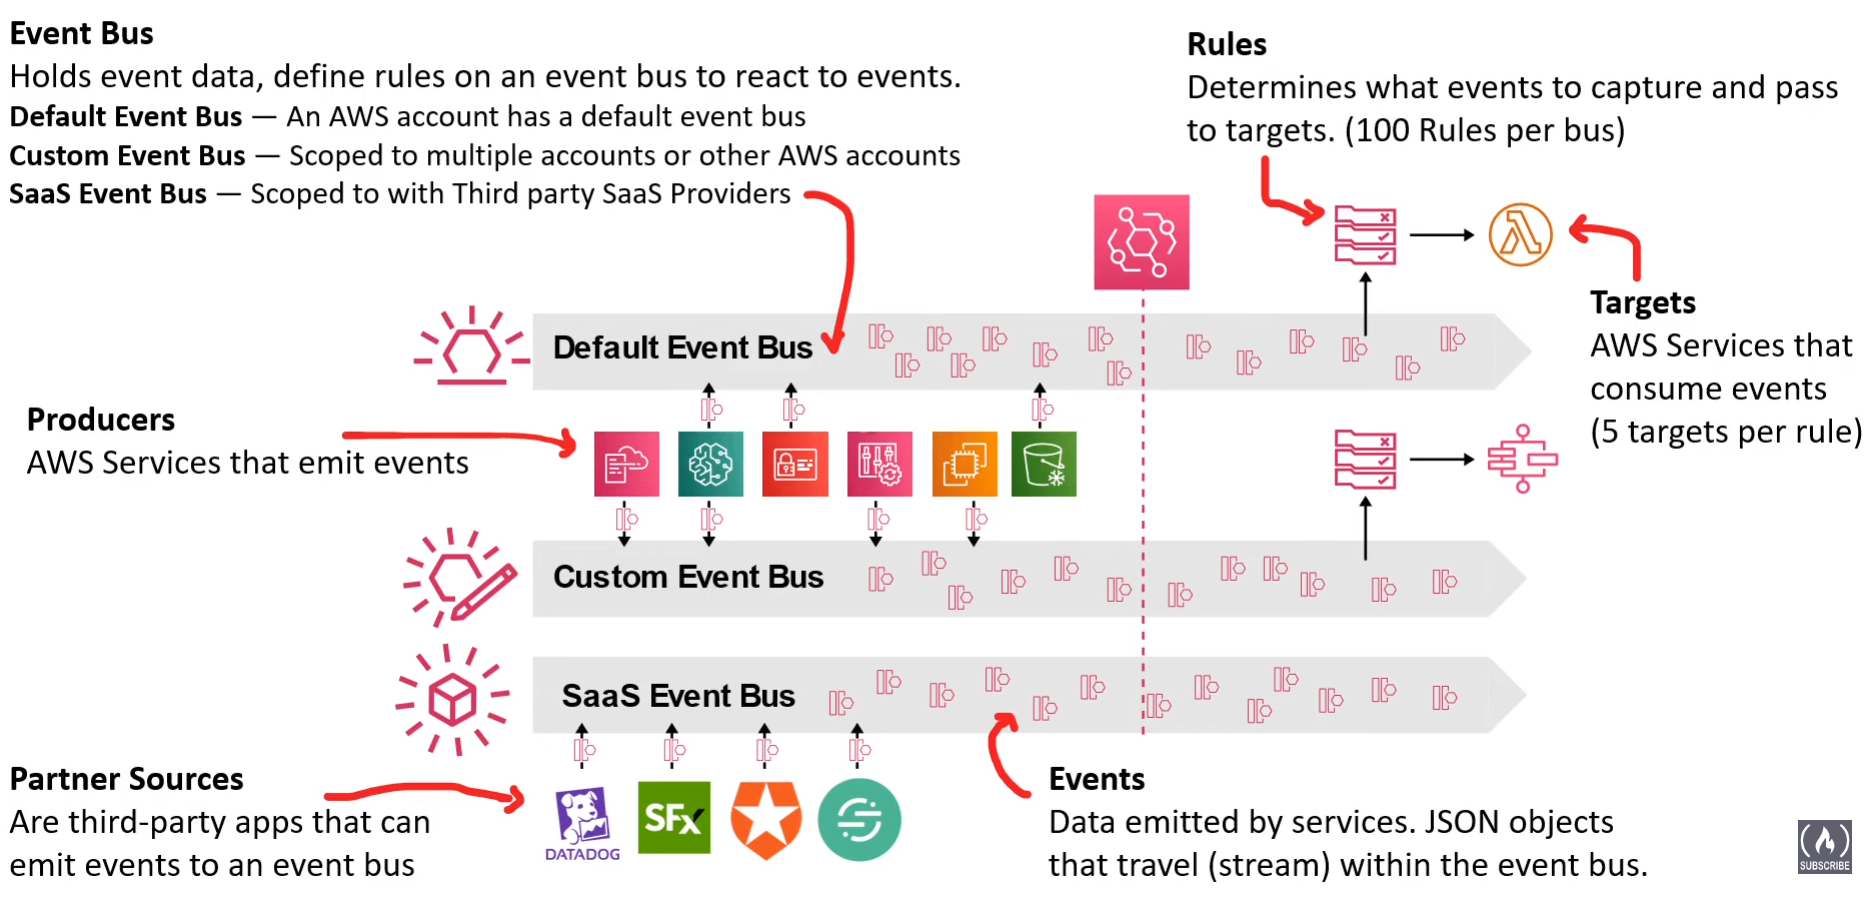 Event Bus
Holds event data, define rules on an event bus to react to events.
Default Event Bus — An AWS account has a default event bus
Custom Event Bus — Scoped to multiple accounts or other AWS accounts
SaaS Event Bus — Scoped to with Third party SaaS Providers
Rules
Determines what events to capture and pass
to targets. (100 Rules per bus)
Targets
AWS Services that
consume events
(5 targets per rule)
Default Event Bus
Producers
AWS Services that emit events
Custom Event Bus
SaaS Event Bus
Partner Sources
Are third-party apps that can
emit events to an event bus
DATADOG
SFx
Events
Data emitted by services. JSON objects
that travel (stream) within the event bus.
SUBSCRIBE